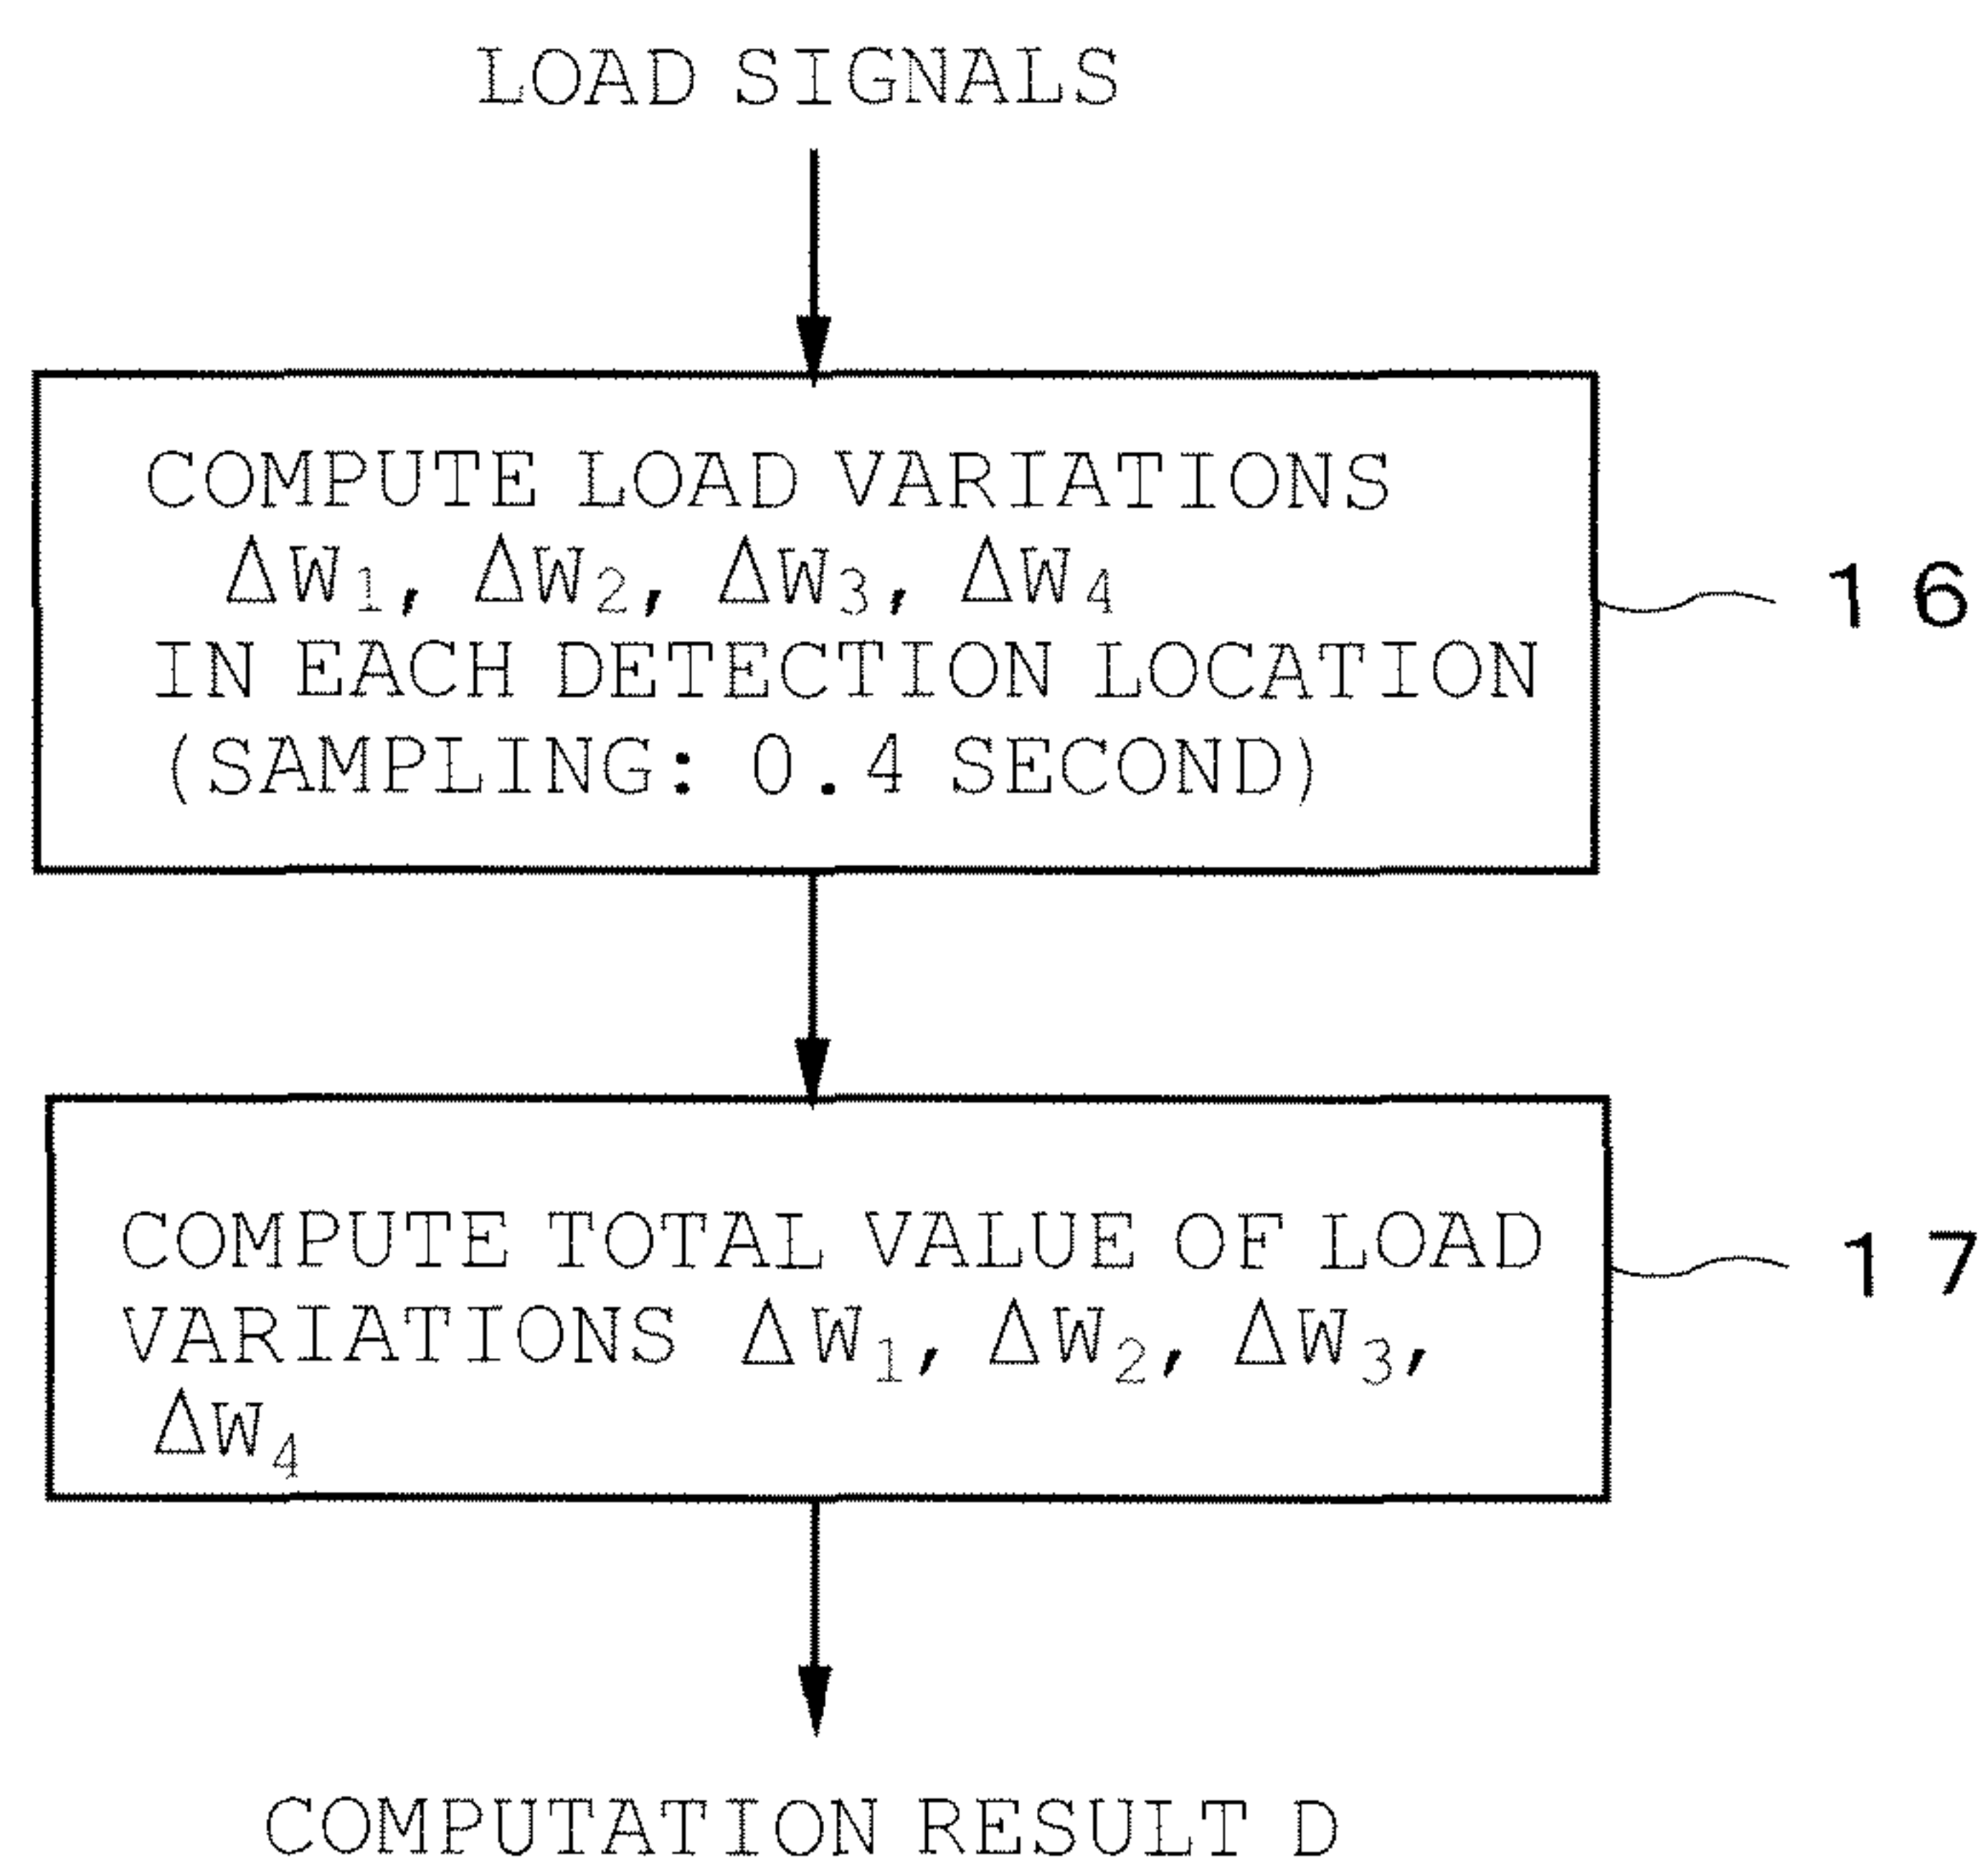 LOAD SIGNALS
COMPUTE LOAD VARIATIONS
ΔW₁, ΔW₂, ΔW₃, ΔW₄
IN EACH DETECTION LOCATION
(SAMPLING: 0.4 SECOND)
16
COMPUTE TOTAL VALUE OF LOAD
VARIATIONS ΔW₁, ΔW₂, ΔW₃,
ΔW₄
17
COMPUTATION RESULT D